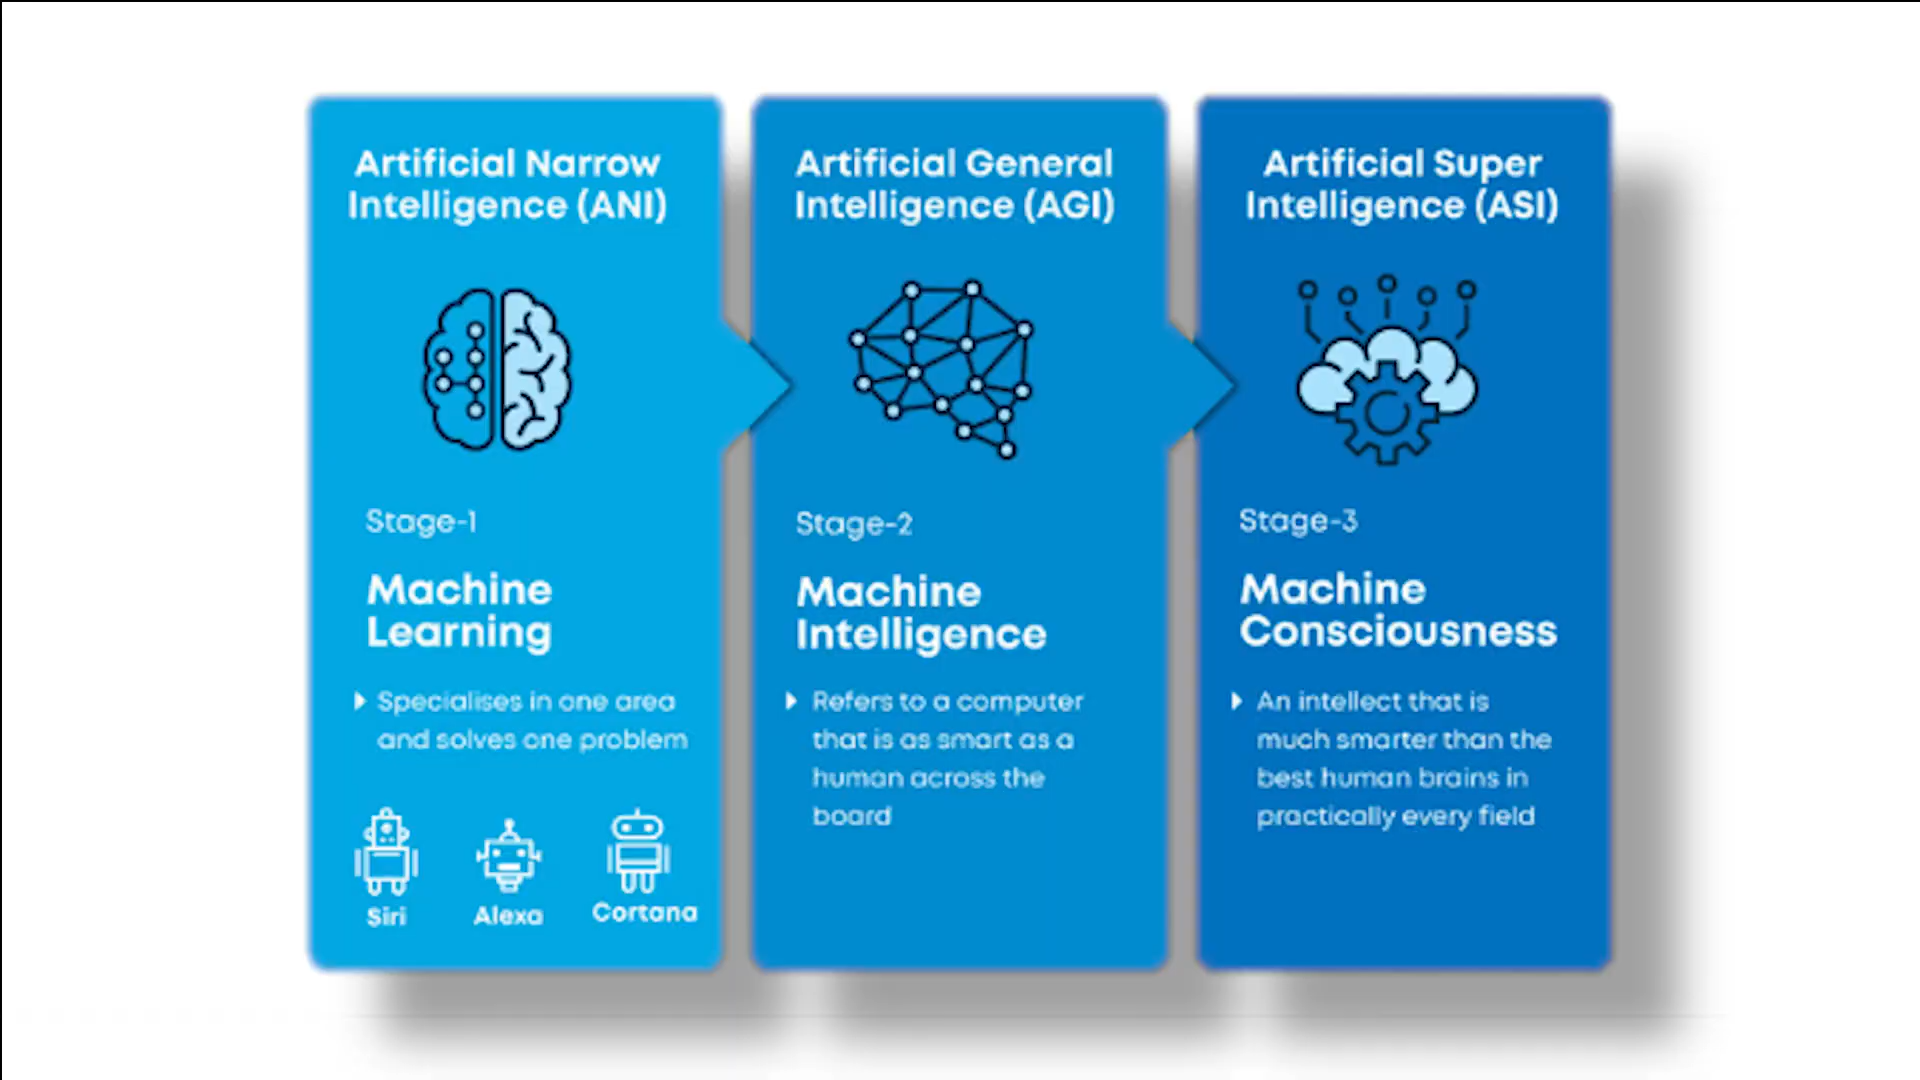 Artificial Narrow
Intelligence (ANI)
Stage-1
Machine
Learning
Specialises in one area
and solves one problem
Siri
Alexa
Cortana
Artificial General
Intelligence (AGI)
Stage-2
Machine
Intelligence
Refers to a computer
that is as smart as a
human across the
board
Artificial Super
Intelligence (ASI)
Stage-3
Machine
Consciousness
An intellect that is
much smarter than the
best human brains in
practically every field